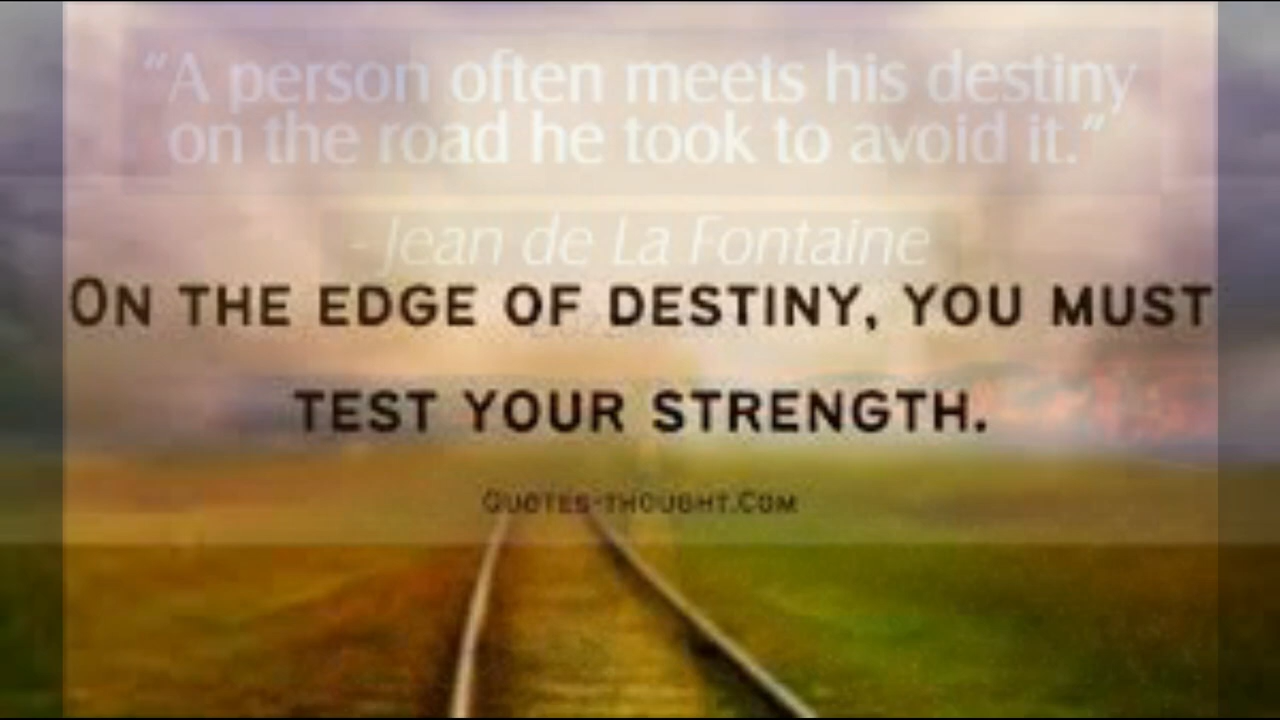 “A person often meets his destiny
on the road he took to avoid it.“
- Jean de La Fontaine
ON THE EDGE OF DESTINY, YOU MUST
TEST YOUR STRENGTH.
QUOTES-THOUGHT.COM